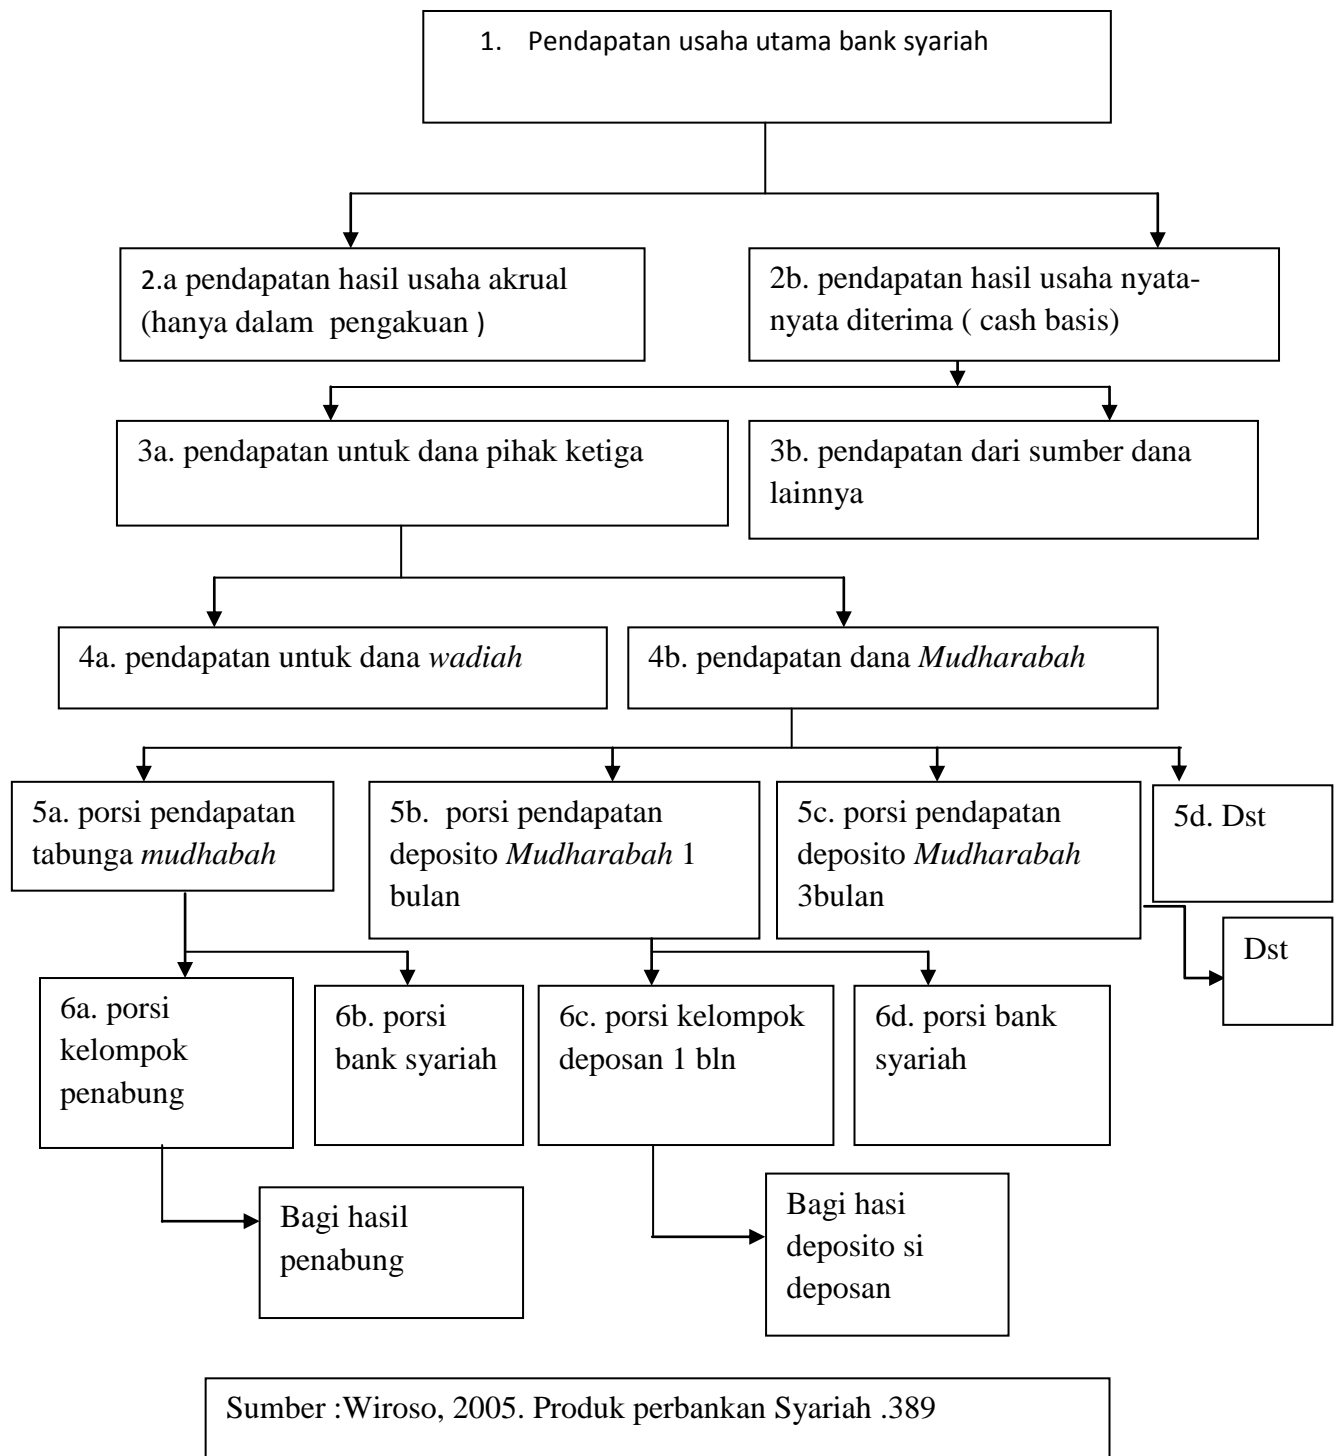 1. Pendapatan usaha utama bank syariah
2.a pendapatan hasil usaha akrual
(hanya dalam pengakuan )
2b. pendapatan hasil usaha nyata-
nyata diterima ( cash basis)
3a. pendapatan untuk dana pihak ketiga
3b. pendapatan dari sumber dana
lainnya
4a. pendapatan untuk dana wadiah
4b. pendapatan dana Mudharabah
5a. porsi pendapatan
tabunga mudhabah
5b. porsi pendapatan
deposito Mudharabah 1
bulan
5c. porsi pendapatan
deposito Mudharabah
3bulan
5d. Dst
Dst
6a. porsi
kelompok
penabung
6b. porsi
bank syariah
6c. porsi kelompok
deposan 1 bln
6d. porsi bank
syariah
Bagi hasil
penabung
Bagi hasi
deposito si
deposan
Sumber :Wiroso, 2005. Produk perbankan Syariah .389